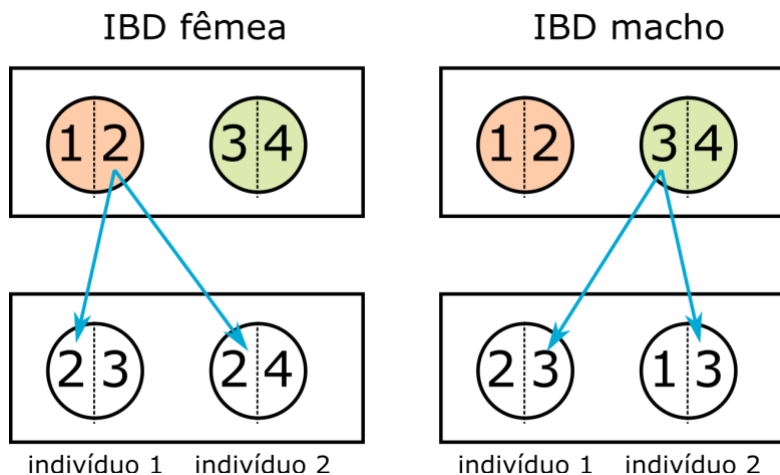 IBD fêmea
IBD macho
1 2 3 4
1 2 3 4
2 3 2 4
2 3 1 3
indivíduo 1 indivíduo 2
indivíduo 1 indivíduo 2